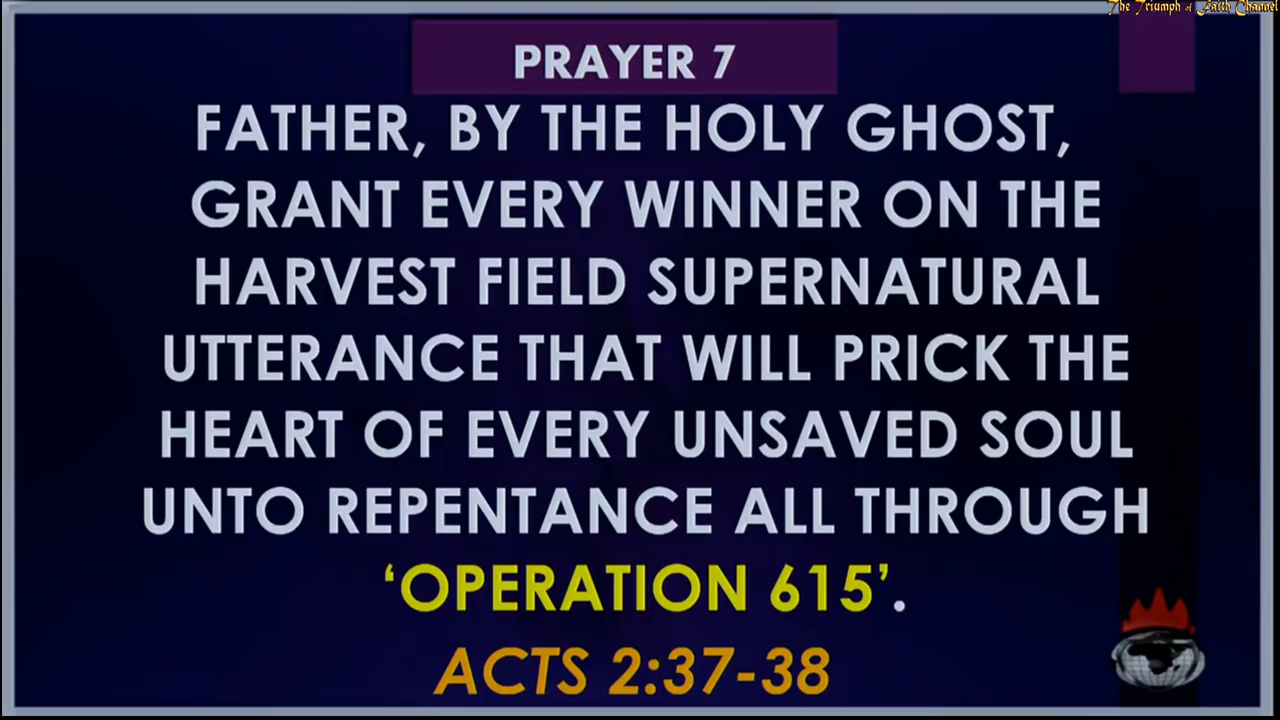 The Triumph of Faith Channel
PRAYER 7
FATHER, BY THE HOLY GHOST,
GRANT EVERY WINNER ON THE
HARVEST FIELD SUPERNATURAL
UTTERANCE THAT WILL PRICK THE
HEART OF EVERY UNSAVED SOUL
UNTO REPENTANCE ALL THROUGH
‘OPERATION 615’.
ACTS 2:37-38